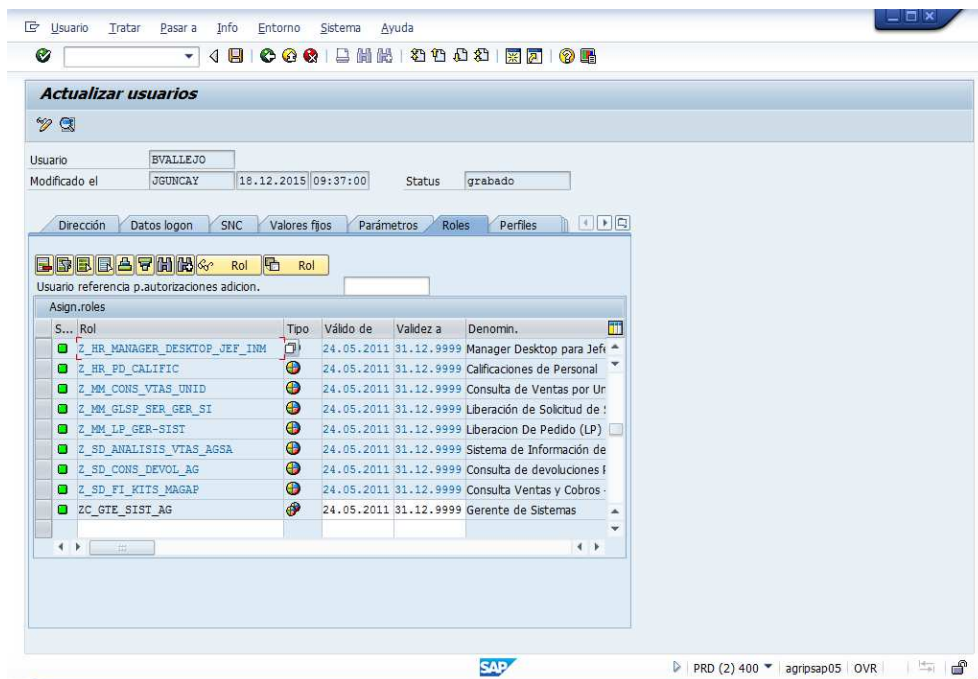 Usuario Tratar Pasar a Info Entorno Sistema Ayuda
Actualizar usuarios
Usuario BVALLEJO
Modificado el JGUNCAY 18.12.2015 09:37:00 Status grabado
Dirección Datos logon SNC Valores fijos Parámetros Roles Perfiles
Rol Rol
Usuario referencia p.autorizaciones adicion.
Asign.roles
S... Rol Tipo Válido de Validez a Denomin.
Z_HR_MANAGER_DESKTOP_JEF_INM 24.05.2011 31.12.9999 Manager Desktop para Jefe
Z_HR_PD_CALIFIC 24.05.2011 31.12.9999 Calificaciones de Personal
Z_MM_CONS_VTAS_UNID 24.05.2011 31.12.9999 Consulta de Ventas por Un
Z_MM_GLSP_SER_GER_SI 24.05.2011 31.12.9999 Liberación de Solicitud de
Z_MM_LP_GER-SIST 24.05.2011 31.12.9999 Liberacion De Pedido (LP)
Z_SD_ANALISIS_VTAS_AGSA 24.05.2011 31.12.9999 Sistema de Información de
Z_SD_CONS_DEVOL_AG 24.05.2011 31.12.9999 Consulta de devoluciones
Z_SD_FI_KITS_MAGAP 24.05.2011 31.12.9999 Consulta Ventas y Cobros -
ZC_GTE_SIST_AG 24.05.2011 31.12.9999 Gerente de Sistemas
SAP PRD (2) 400 agripsap05 OVR